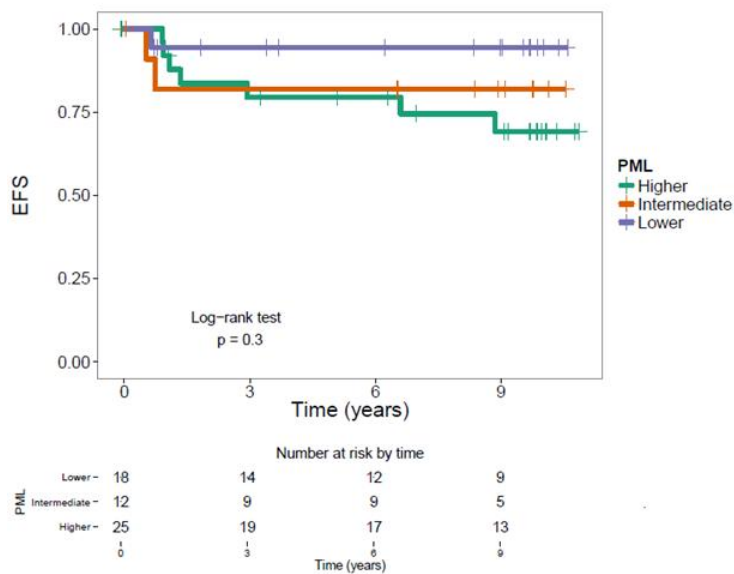 1.00
0.75
0.50
0.25
0.00
EFS
Log-rank test
p = 0.3
0 3 6 9
Time (years)
PML
Higher
Intermediate
Lower
Number at risk by time
PML
Lower 18 14 12 9
Intermediate 12 9 9 5
Higher 25 19 17 13
0 3 6 9
Time (years)